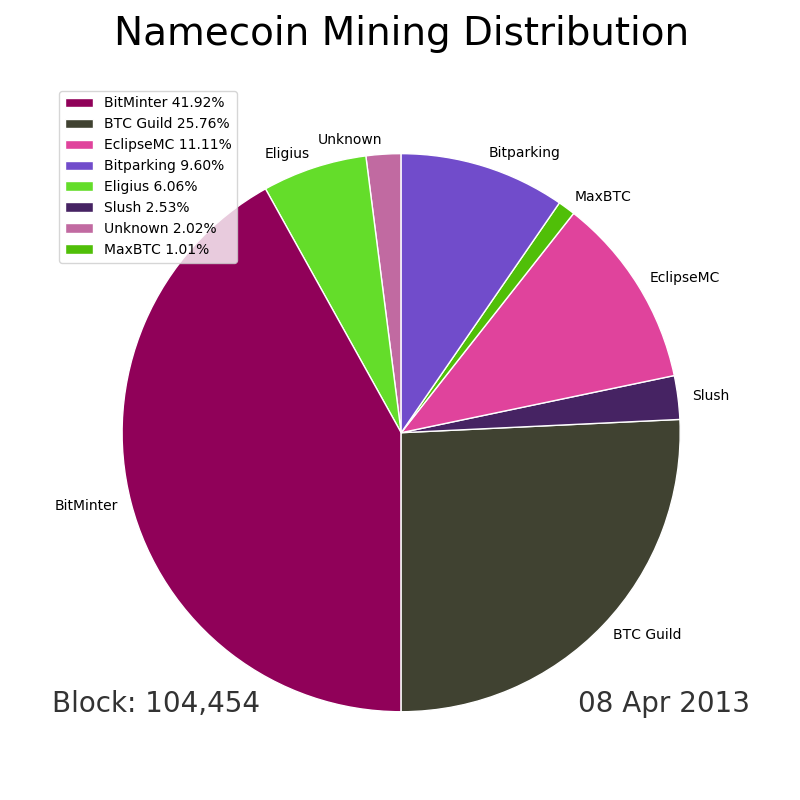 Namecoin Mining Distribution
BitMinter 41.92%
BTC Guild 25.76%
EclipseMC 11.11%
Bitparking 9.60%
Eligius 6.06%
Slush 2.53%
Unknown 2.02%
MaxBTC 1.01%
Unknown
Eligius
Bitparking
MaxBTC
EclipseMC
Slush
BitMinter
BTC Guild
Block: 104,454
08 Apr 2013